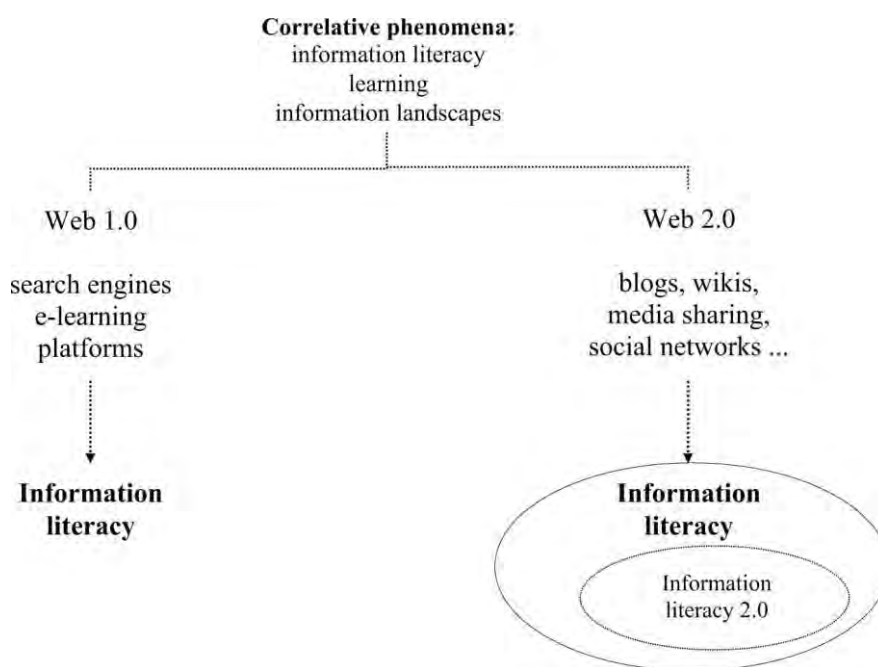 Correlative phenomena:
information literacy
learning
information landscapes
Web 1.0
search engines
e-learning
platforms
Information
literacy
Web 2.0
blogs, wikis,
media sharing,
social networks ...
Information
literacy
Information
literacy 2.0